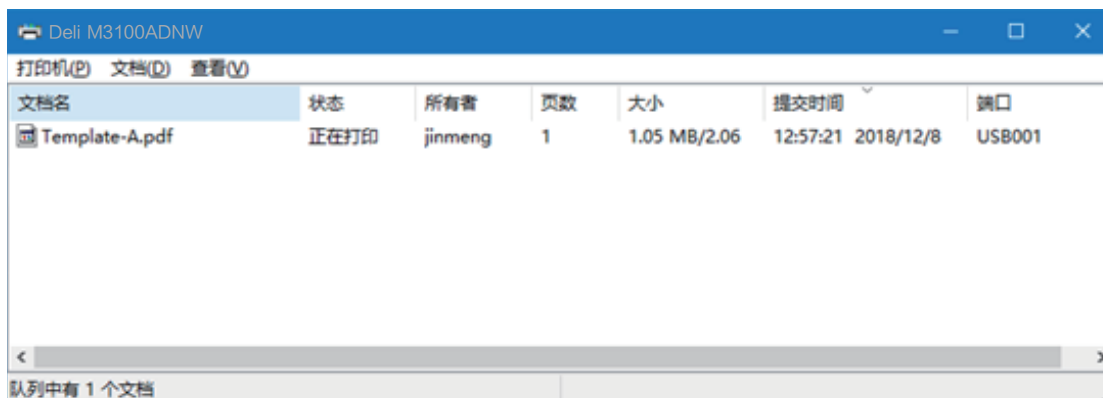 Deli M3100ADNW
打印机(P) 文档(D) 查看(V)
文档名 状态 所有者 页数 大小 提交时间 端口
Template-A.pdf 正在打印 jinmeng 1 1.05 MB/2.06 12:57:21 2018/12/8 USB001
队列中有 1 个文档